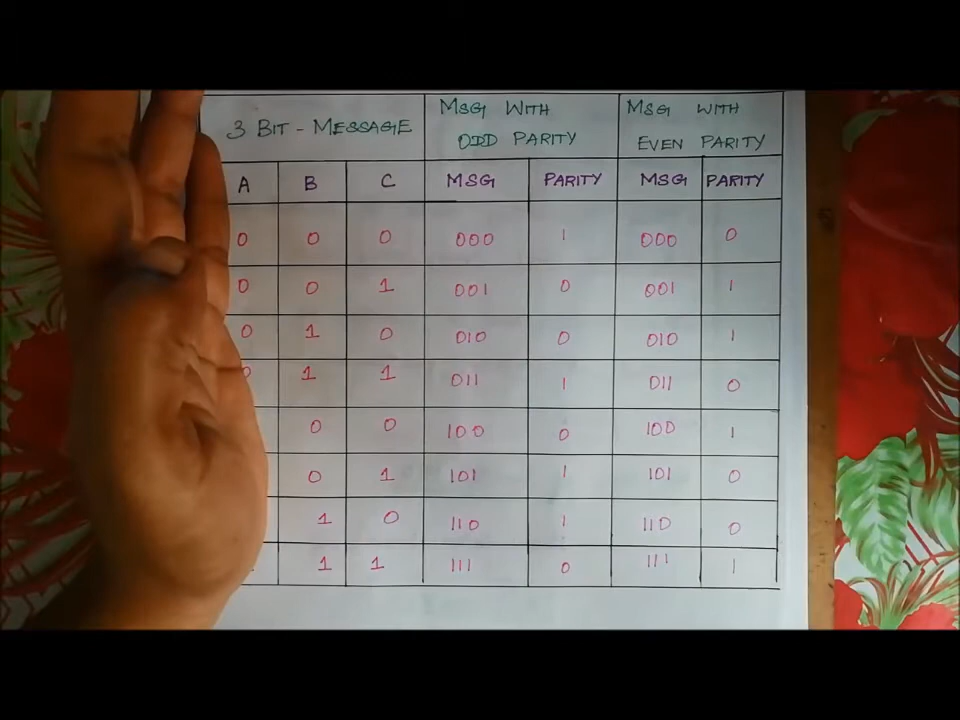 3 BIT - MESSAGE MSG WITH ODD PARITY MSG WITH EVEN PARITY
A B C MSG PARITY MSG PARITY
0 0 0 000 1 000 0
0 0 1 001 0 001 1
0 1 0 010 0 010 1
0 1 1 011 1 011 0
0 0 100 0 100 1
0 1 101 1 101 0
1 0 110 1 110 0
1 1 111 0 111 1